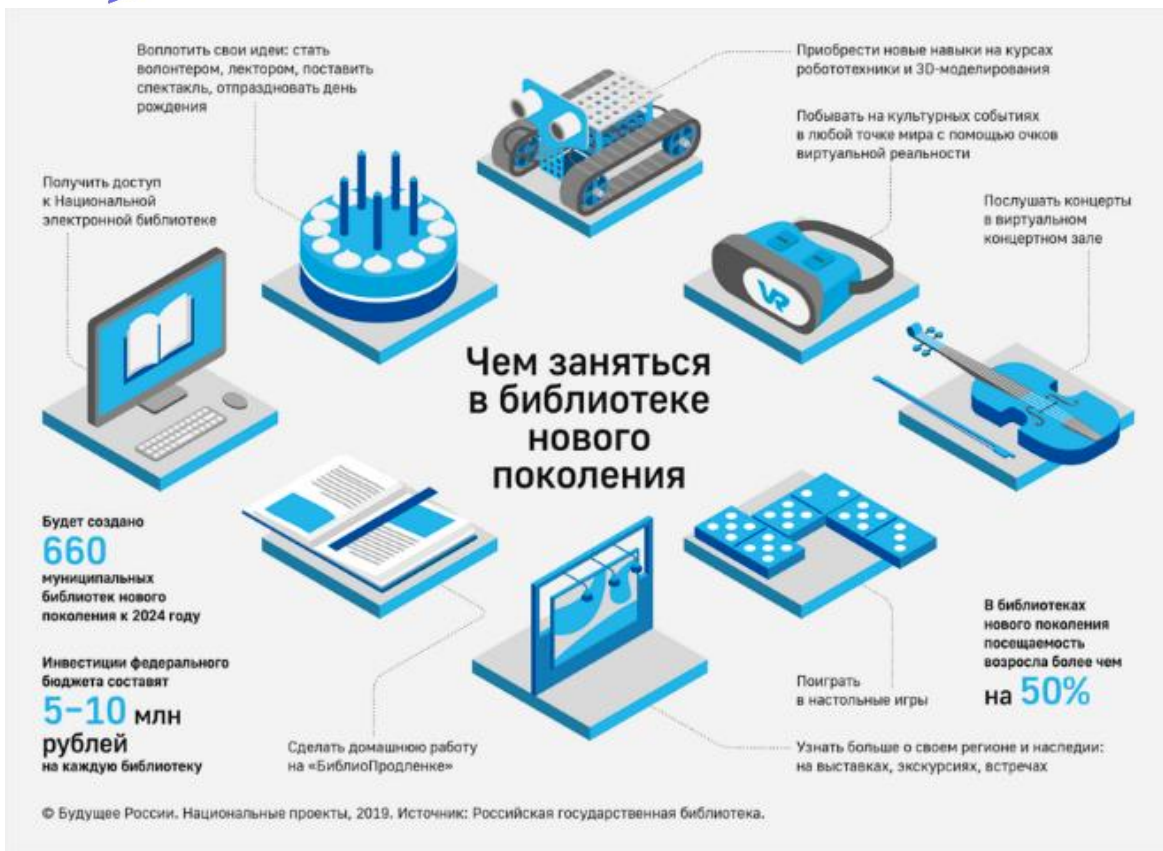 Воплотить свои идеи: стать
волонтером, лектором, поставить
спектакль, отпраздновать день
рождения
Приобрести новые навыки на курсах
робототехники и 3D-моделирования
Побывать на культурных событиях
в любой точке мира с помощью очков
виртуальной реальности
Получить доступ
к Национальной
электронной библиотеке
Послушать концерты
в виртуальном
концертном зале
VR
Чем заняться
в библиотеке
нового
поколения
Будет создано
660
муниципальных
библиотек нового
поколения к 2024 году
Инвестиции федерального
бюджета составят
5–10 млн
рублей
на каждую библиотеку
Сделать домашнюю работу
на «БиблиоПродленке»
Поиграть
в настольные игры
Узнать больше о своем регионе и наследии:
на выставках, экскурсиях, встречах
В библиотеках
нового поколения
посещаемость
возросла более чем
на 50%
© Будущее России. Национальные проекты, 2019. Источник: Российская государственная библиотека.